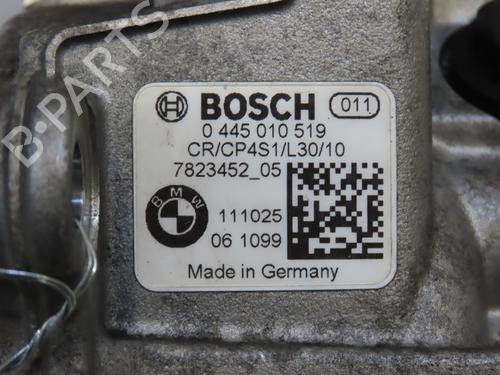 B-PARTS
BOSCH 011
0 445 010 519
CR/CP4S1/L30/10
7823452_05
BMW
111025
06 1099
Made in Germany